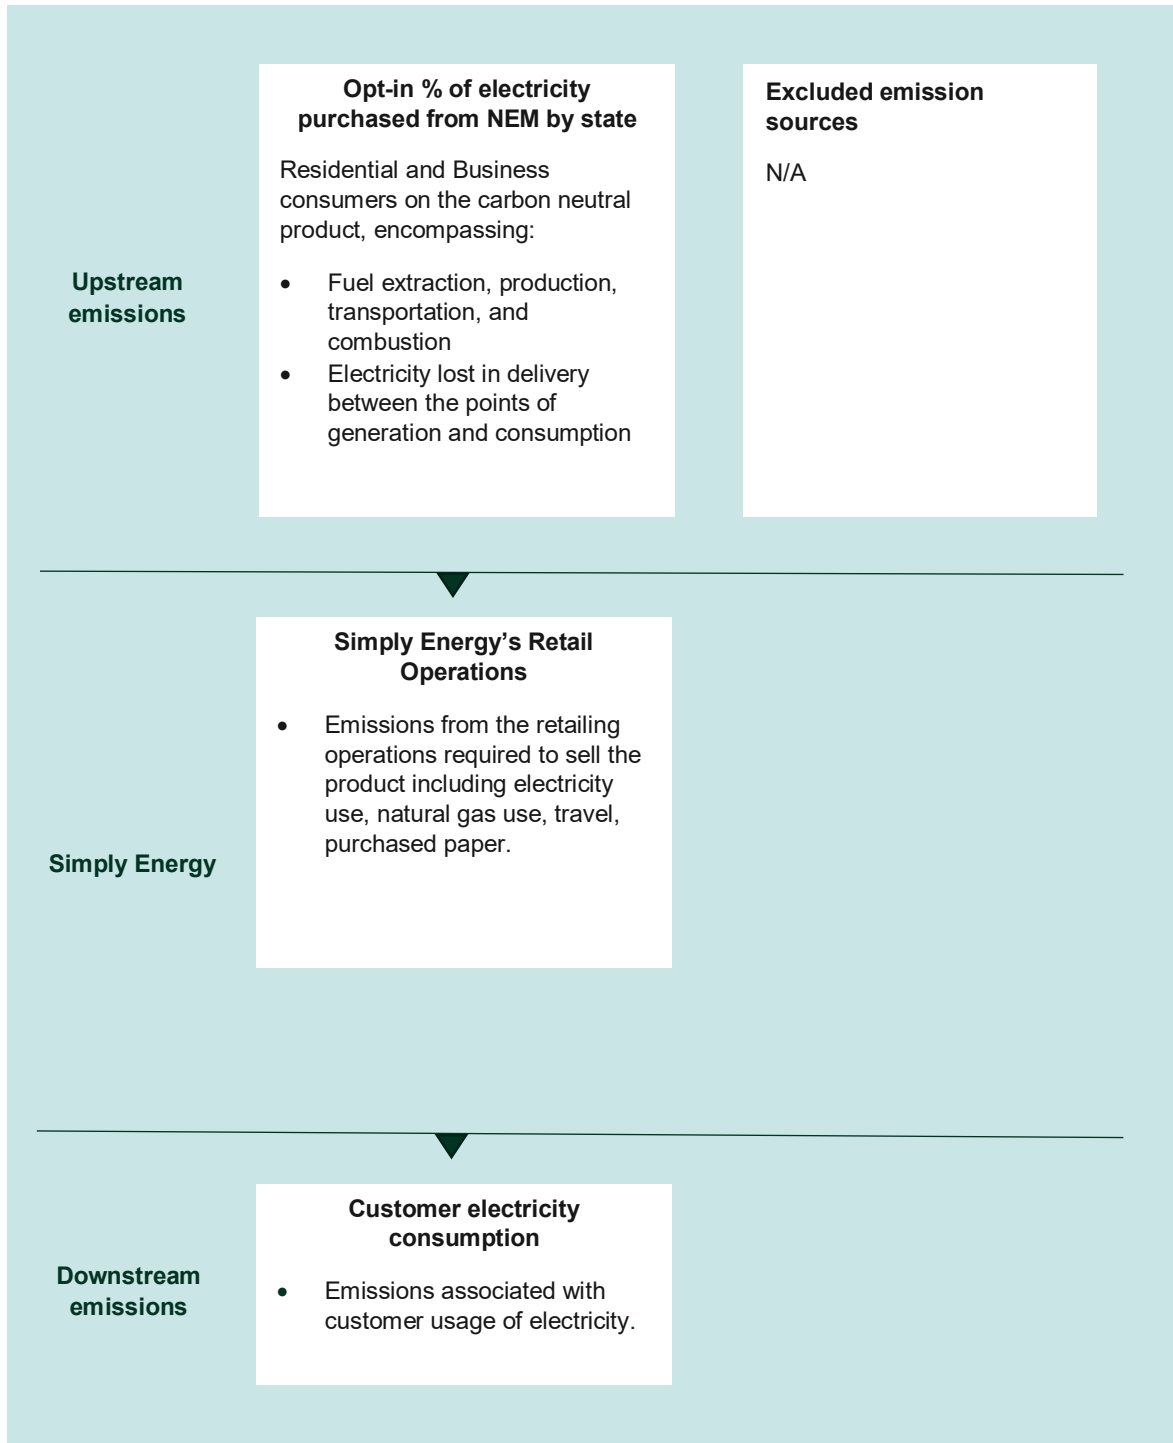 Opt-in % of electricity
purchased from NEM by state
Residential and Business
consumers on the carbon neutral
product, encompassing:
• Fuel extraction, production,
transportation, and
combustion
• Electricity lost in delivery
between the points of
generation and consumption
Excluded emission
sources
N/A
Upstream
emissions
Simply Energy’s Retail
Operations
• Emissions from the retailing
operations required to sell the
product including electricity
use, natural gas use, travel,
purchased paper.
Simply Energy
Customer electricity
consumption
• Emissions associated with
customer usage of electricity.
Downstream
emissions